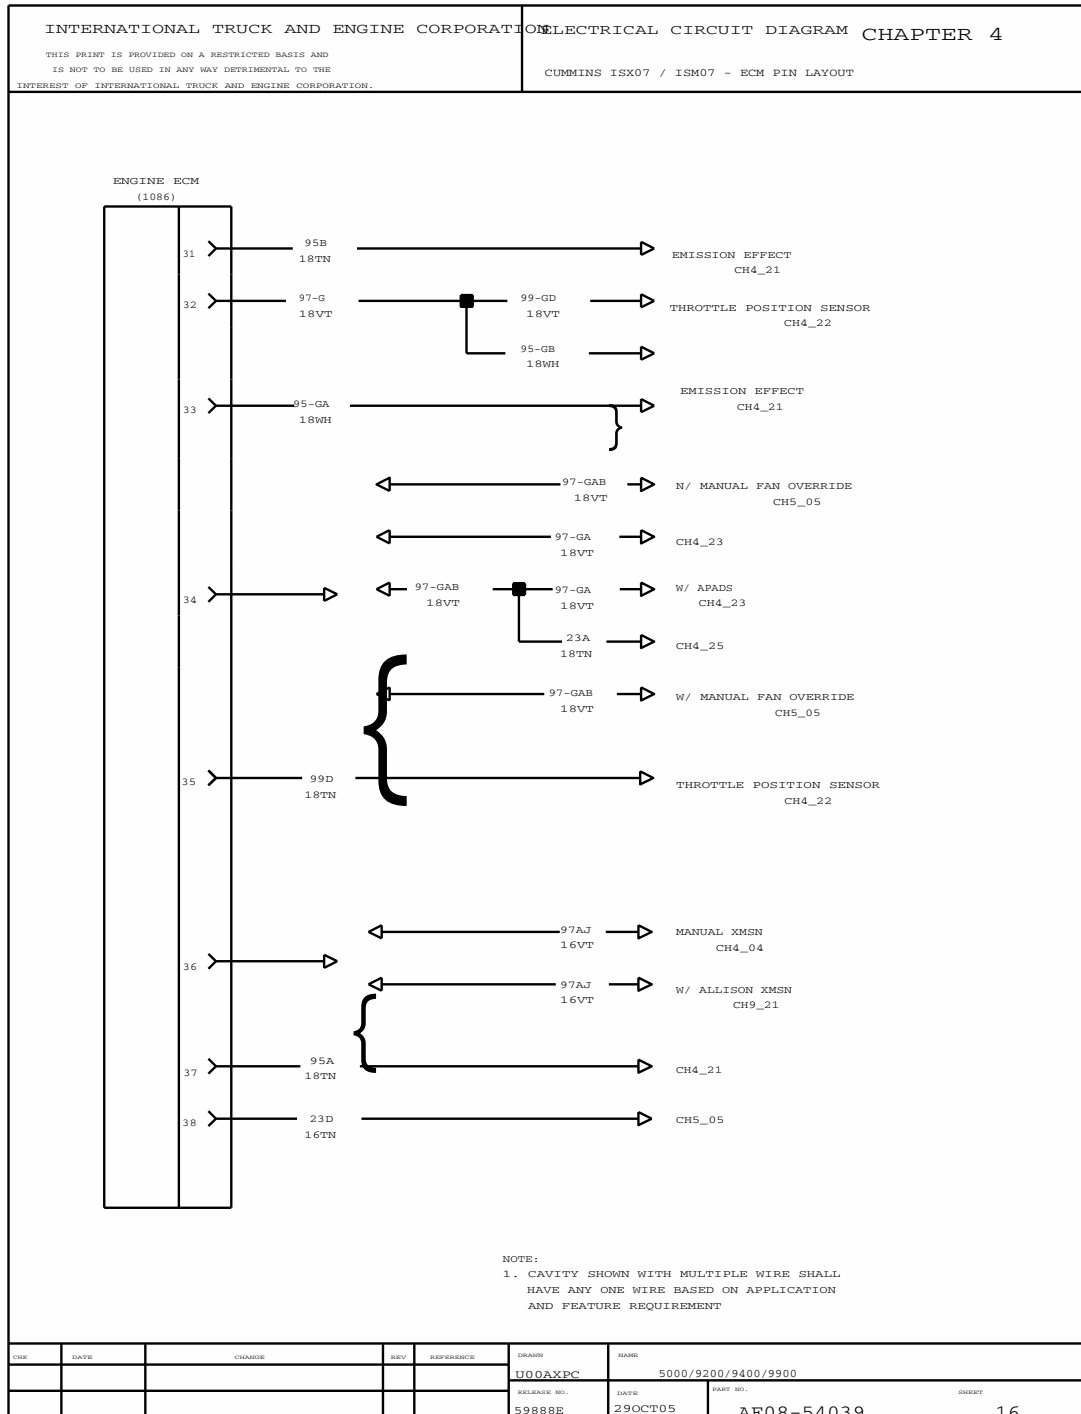 INTERNATIONAL TRUCK AND ENGINE CORPORATION
THIS PRINT IS PROVIDED ON A RESTRICTED BASIS AND
IS NOT TO BE USED IN ANY WAY DETRIMENTAL TO THE
INTEREST OF INTERNATIONAL TRUCK AND ENGINE CORPORATION.
ELECTRICAL CIRCUIT DIAGRAM CHAPTER 4
CUMMINS ISX07 / ISM07 - ECM PIN LAYOUT
ENGINE ECM
(1086)
31 95B
18TN
EMISSION EFFECT
CH4_21
32 97-G
18VT
99-GD
18VT
THROTTLE POSITION SENSOR
CH4_22
95-GB
18WH
33 95-GA
18WH
EMISSION EFFECT
CH4_21
97-GAB
18VT
N/ MANUAL FAN OVERRIDE
CH5_05
97-GA
18VT
CH4_23
34
97-GAB
18VT
97-GA
18VT
W/ APADS
CH4_23
23A
18TN
CH4_25
97-GAB
18VT
W/ MANUAL FAN OVERRIDE
CH5_05
35 99D
18TN
THROTTLE POSITION SENSOR
CH4_22
97AJ
16VT
MANUAL XMSN
CH4_04
36
97AJ
16VT
W/ ALLISON XMSN
CH9_21
37 95A
18TN
CH4_21
38 23D
16TN
CH5_05
NOTE:
1. CAVITY SHOWN WITH MULTIPLE WIRE SHALL
HAVE ANY ONE WIRE BASED ON APPLICATION
AND FEATURE REQUIREMENT
CHK DATE CHANGE REV REFERENCE
DRAWN
U00AXPC
NAME
5000/9200/9400/9900
RELEASE NO.
59888E
DATE
29OCT05
PART NO.
AF08-54039
SHEET
16